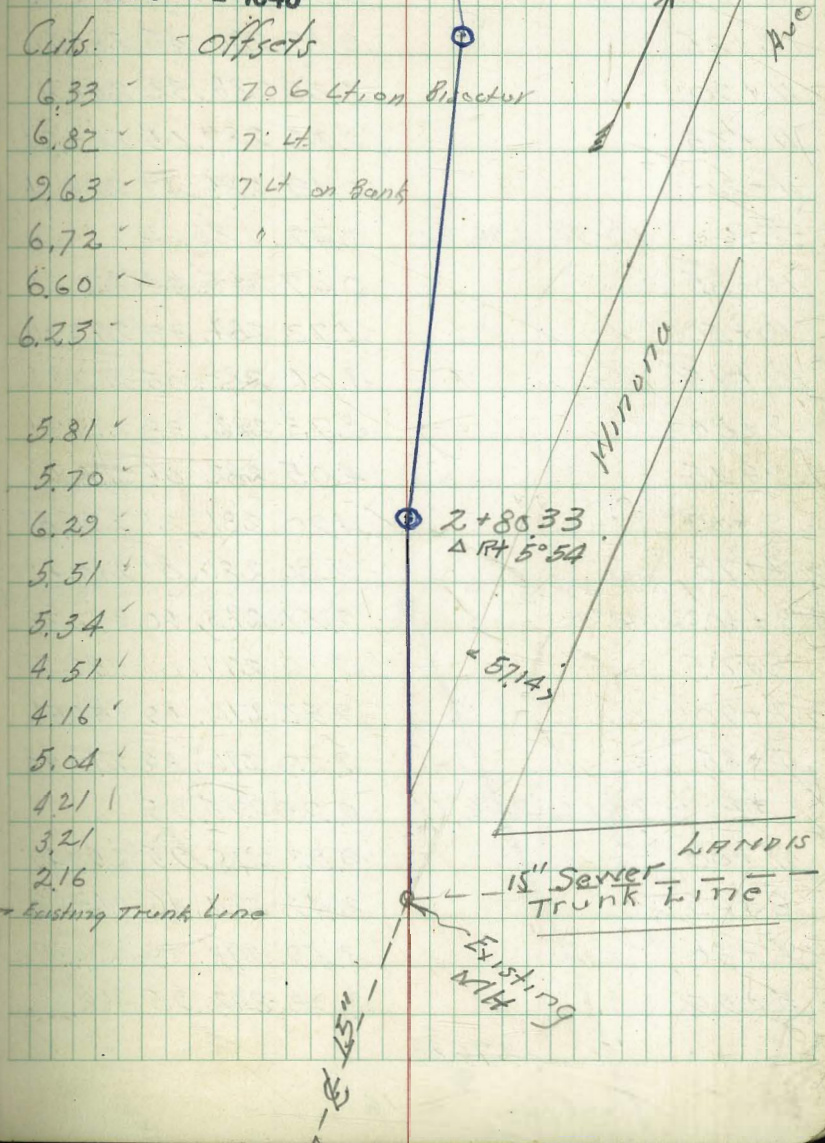 1040
Cuts. - offsets
6.33 - 7.06 Lt. on Bisector
6.82 - 7' Lt.
9.63 - 7' Lt on Bank
6.72 - "
6.60 -
6.23 -
5.81
5.70
6.29
5.51
5.34
4.51
4.16
5.04
4.21
3.21
2.16
Existing Trunk Line
Ave
Winona
2+80.33
Δ Rt 5°54'
57.14
LANDIS
15" Sewer
Trunk Line
Existing
MH
℄ 15"